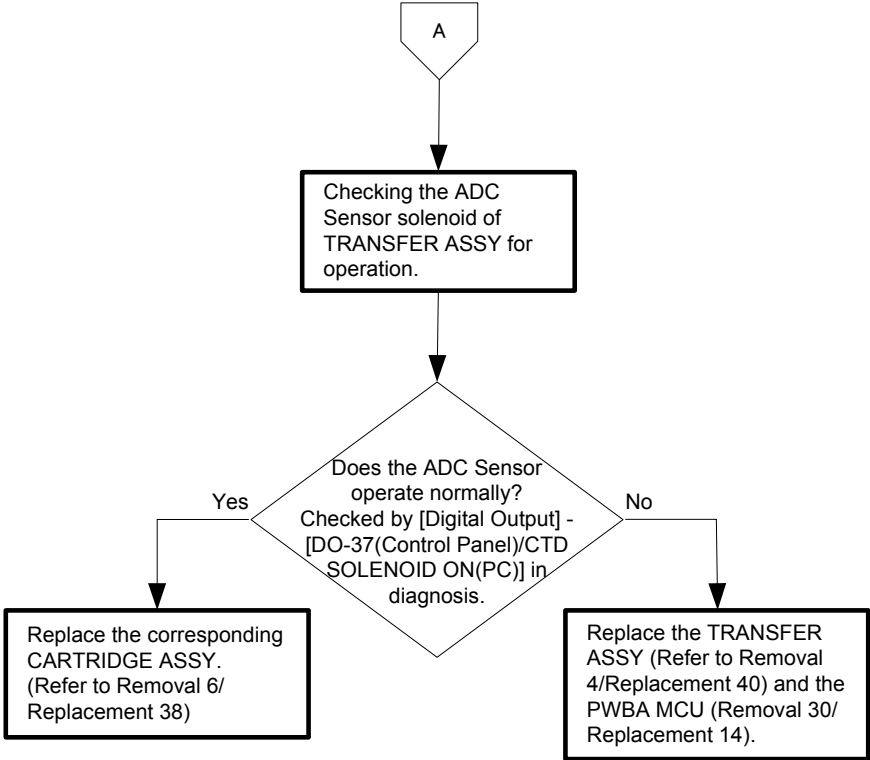 A
Checking the ADC
Sensor solenoid of
TRANSFER ASSY for
operation.
Does the ADC Sensor
operate normally?
Checked by [Digital Output] -
[DO-37(Control Panel)/CTD
SOLENOID ON(PC)] in
diagnosis.
Yes
No
Replace the corresponding
CARTRIDGE ASSY.
(Refer to Removal 6/
Replacement 38)
Replace the TRANSFER
ASSY (Refer to Removal
4/Replacement 40) and the
PWBA MCU (Removal 30/
Replacement 14).